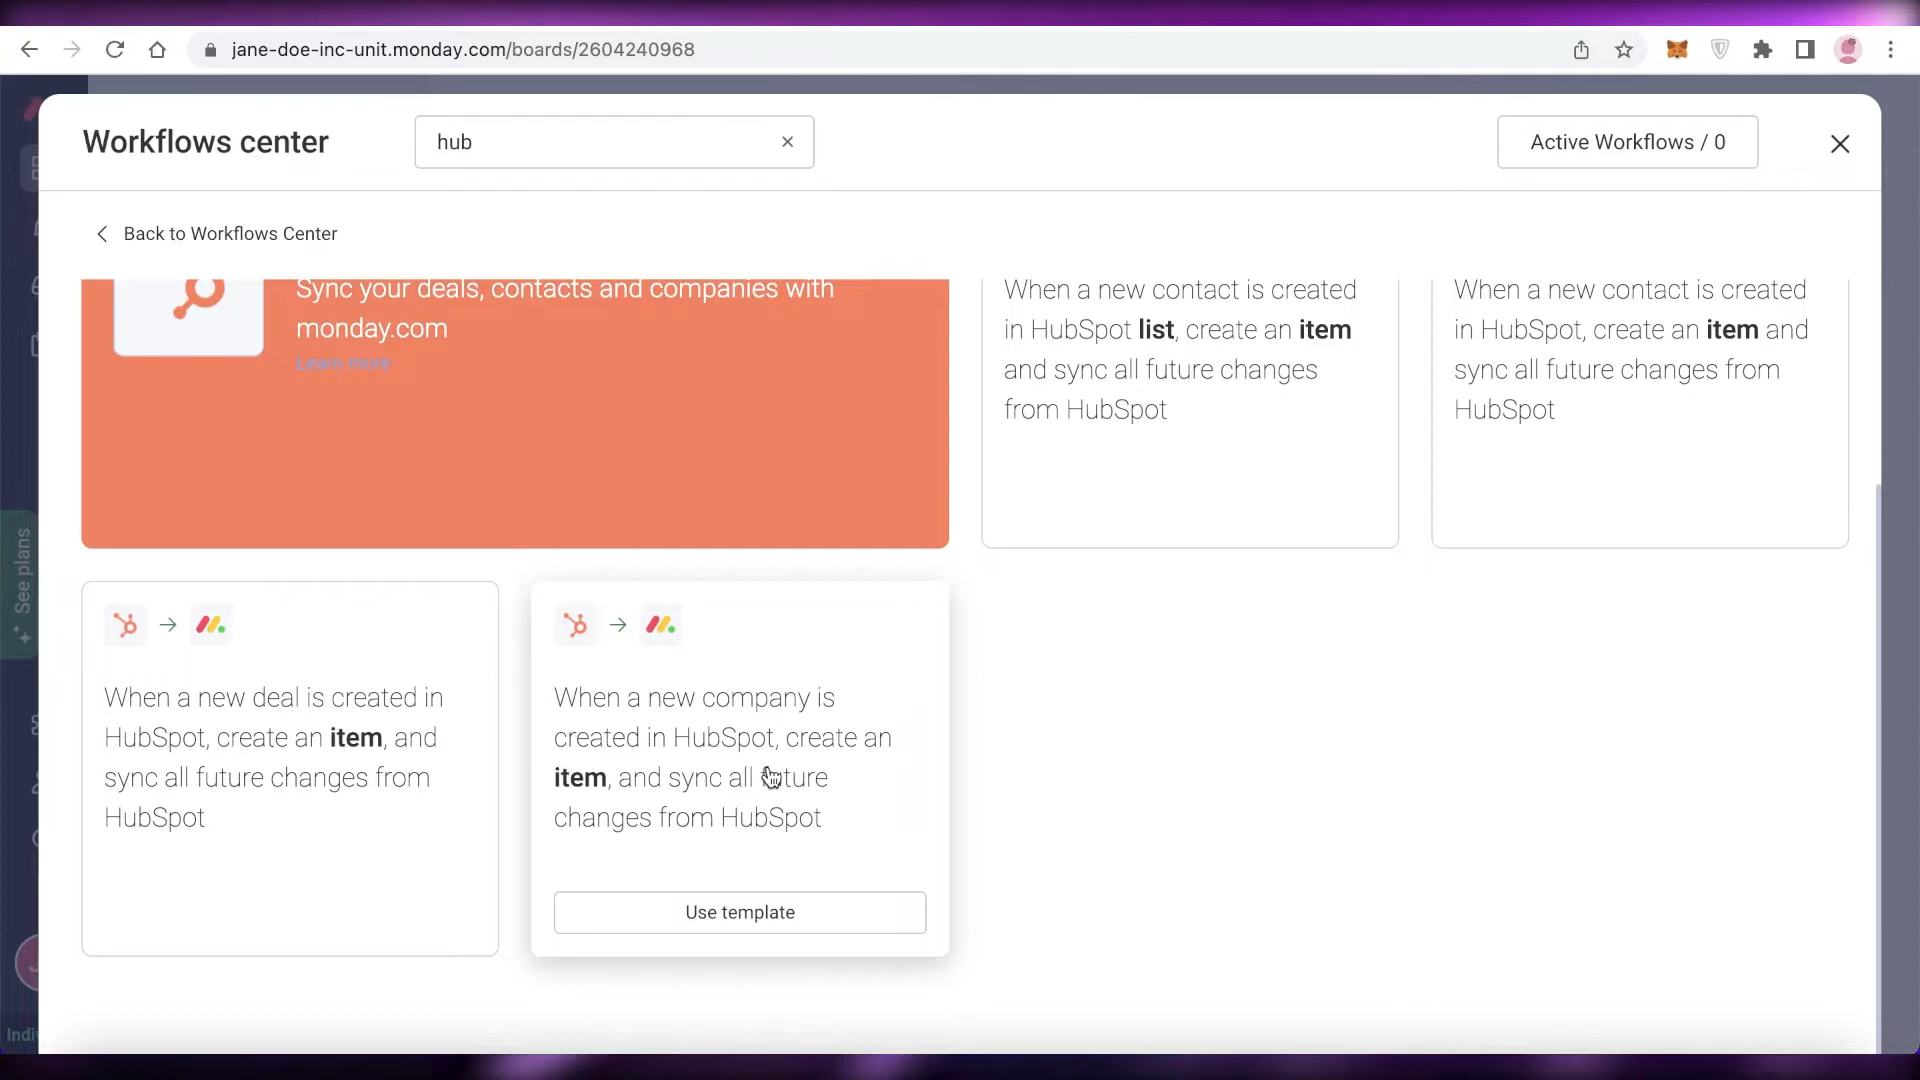 jane-doe-inc-unit.monday.com/boards/2604240968
Workflows center
hub
Active Workflows / 0
Back to Workflows Center
Sync your deals, contacts and companies with
monday.com
Learn more
When a new contact is created
in HubSpot list, create an item
and sync all future changes
from HubSpot
When a new contact is created
in HubSpot, create an item and
sync all future changes from
HubSpot
See plans
When a new deal is created in
HubSpot, create an item, and
sync all future changes from
HubSpot
When a new company is
created in HubSpot, create an
item, and sync all future
changes from HubSpot
Use template